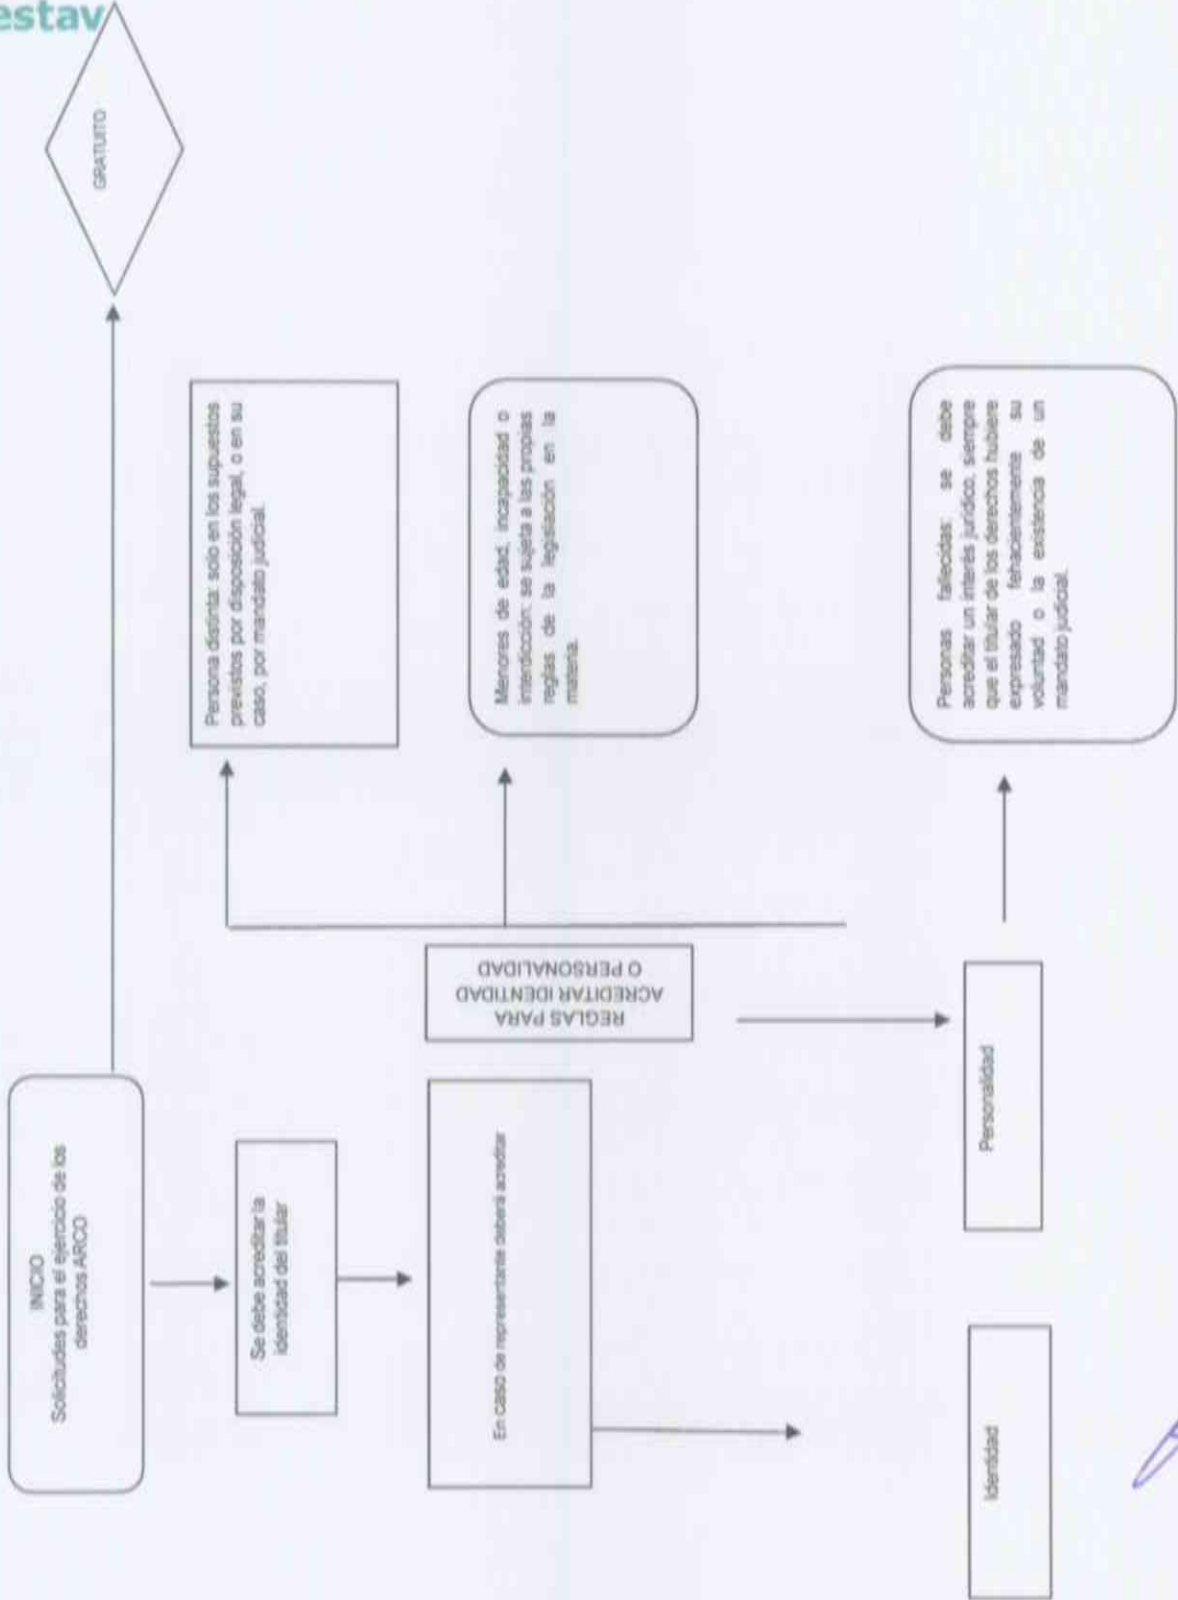 estav
INICIO
Solicitudes para el ejercicio de los
derechos ARCO
GRATUITO
Se debe acreditar la
identidad del titular
Persona distinta: solo en los supuestos
previstos por disposición legal, o en su
caso, por mandato judicial.
En caso de representante deberá acreditar
REGLAS PARA
ACREDITAR IDENTIDAD
O PERSONALIDAD
Menores de edad, incapacidad o
interdicción: se sujeta a las propias
reglas de la legislación en la
materia.
Identidad
Personalidad
Personas fallecidas: se debe
acreditar un interés jurídico, siempre
que el titular de los derechos hubiere
expresado fehacientemente su
voluntad o la existencia de un
mandato judicial.